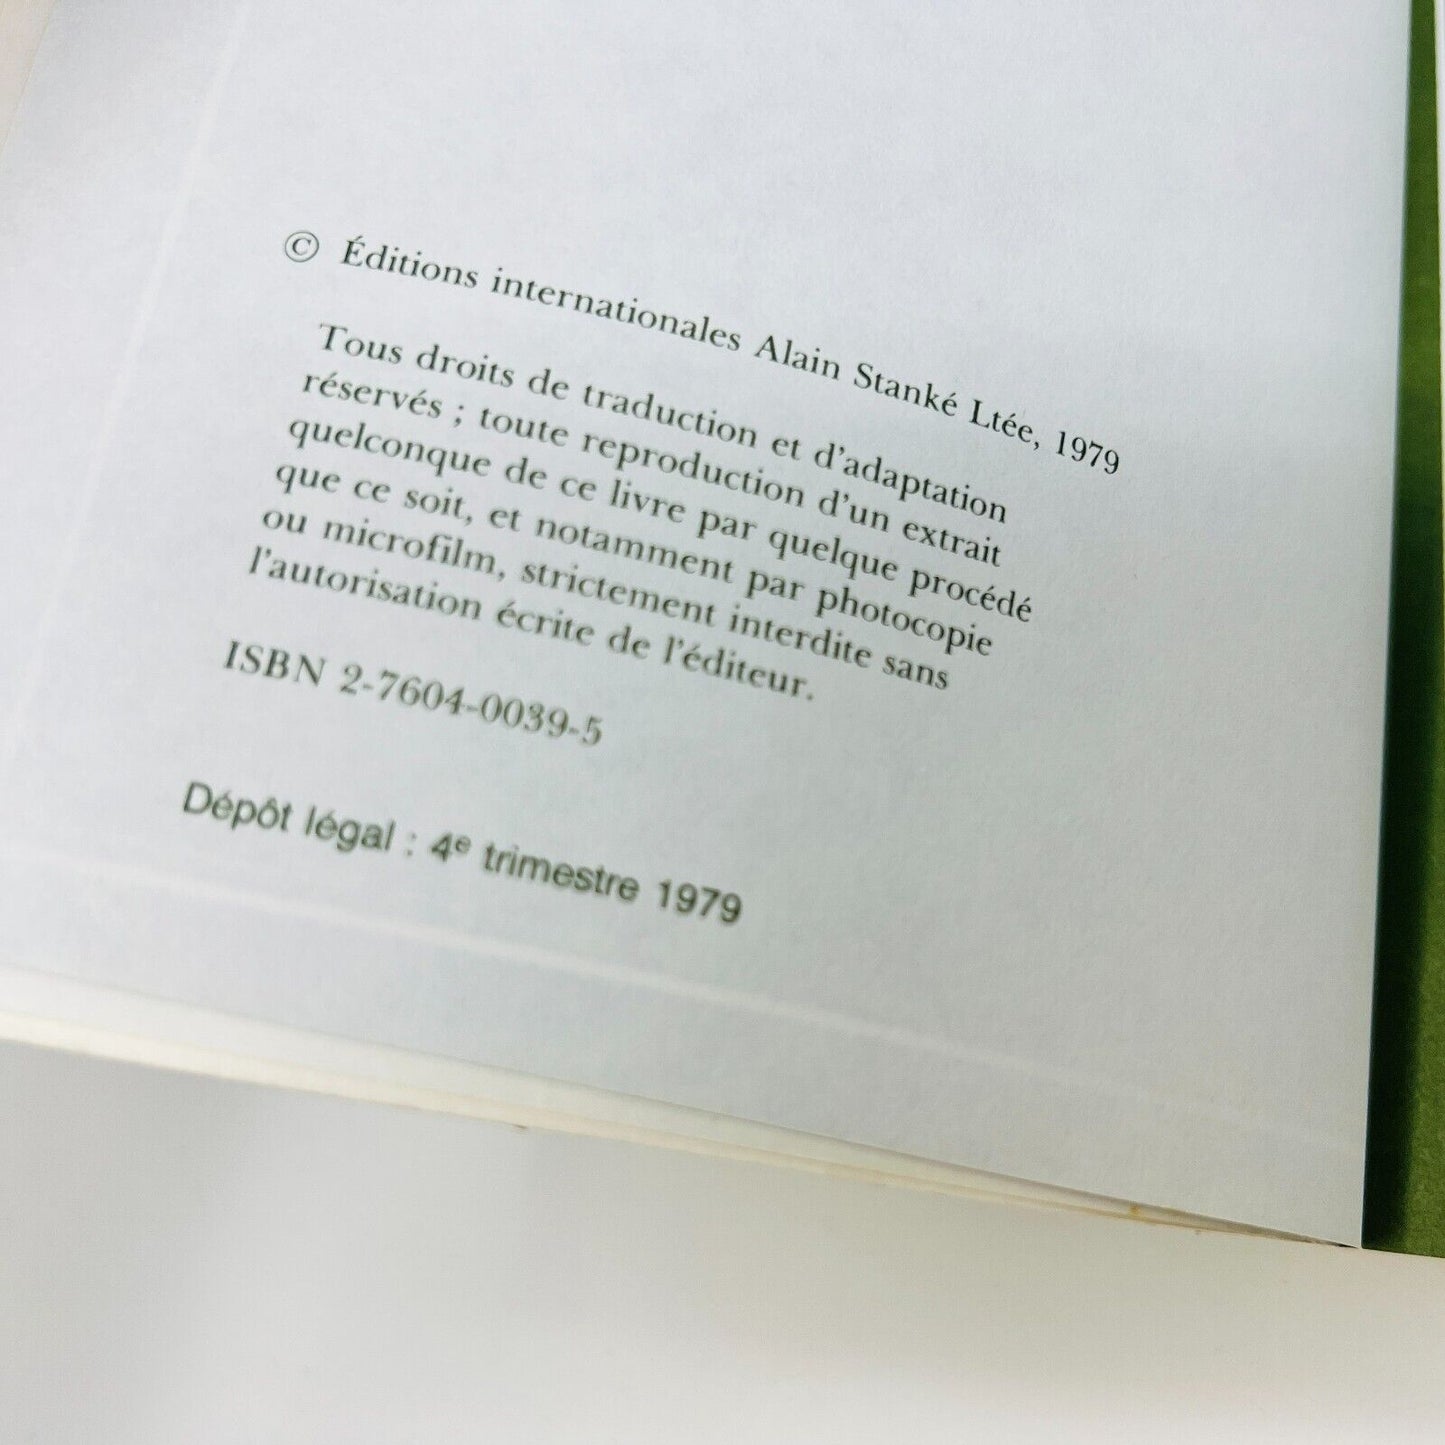 © Éditions internationales Alain Stanké Ltée, 1979
Tous droits de traduction et d'adaptation
réservés ; toute reproduction d'un extrait
quelconque de ce livre par quelque procédé
que ce soit, et notamment par photocopie
ou microfilm, strictement interdite sans
l'autorisation écrite de l'éditeur.
ISBN 2-7604-0039-5
Dépôt légal : 4e trimestre 1979